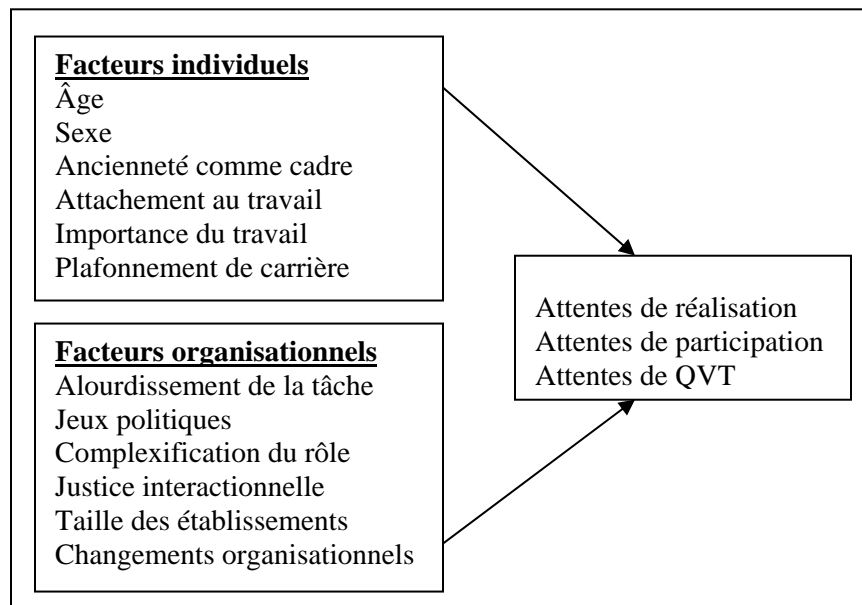 Facteurs individuels
Âge
Sexe
Ancienneté comme cadre
Attachement au travail
Importance du travail
Plafonnement de carrière
Facteurs organisationnels
Alourdissement de la tâche
Jeux politiques
Complexification du rôle
Justice interactionnelle
Taille des établissements
Changements organisationnels
Attentes de réalisation
Attentes de participation
Attentes de QVT